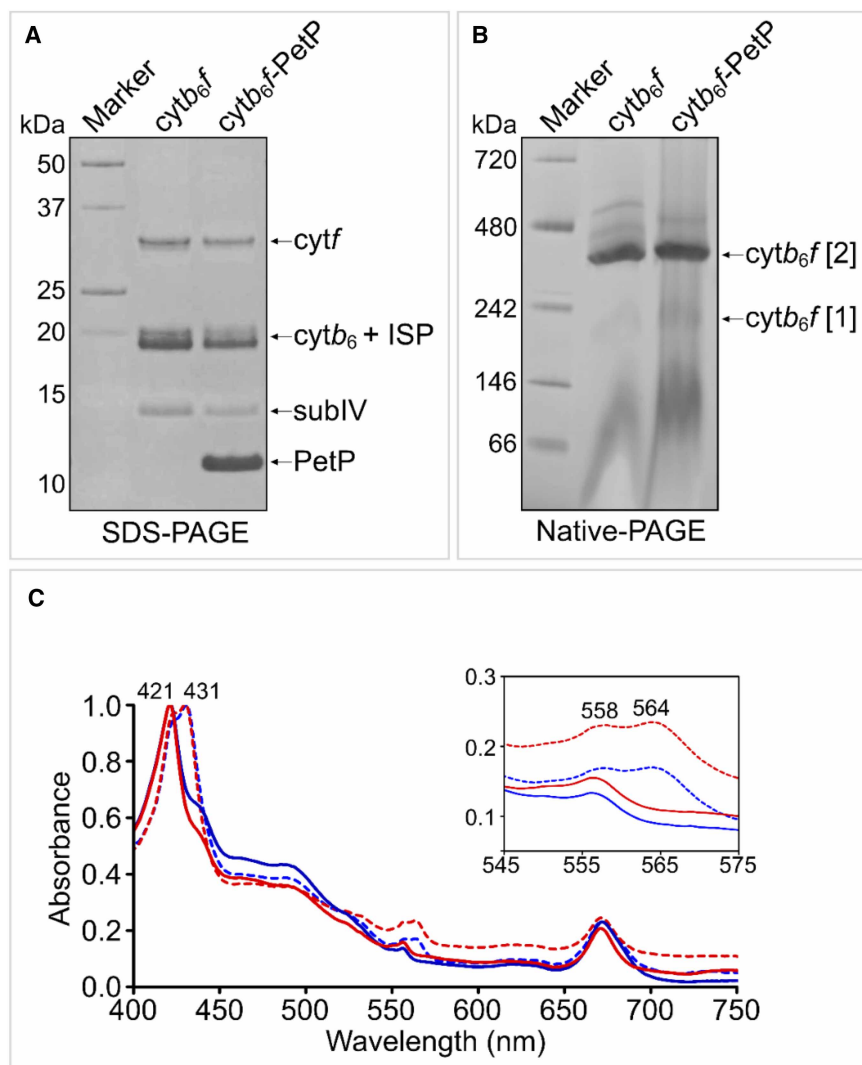 A
Marker
cytb₆f
cytb₆f-PetP
kDa
50
37
25
20
15
10
←cytf
←cytb₆ + ISP
←subIV
←PetP
SDS-PAGE
B
Marker
cytb₆f
cytb₆f-PetP
kDa
720
480
242
146
66
←cytb₆f [2]
←cytb₆f [1]
Native-PAGE
C
421 431
1.0
0.8
0.6
0.4
0.2
0.0
Absorbance
400 450 500 550 600 650 700 750
Wavelength (nm)
0.3
0.2
0.1
558 564
545 555 565 575